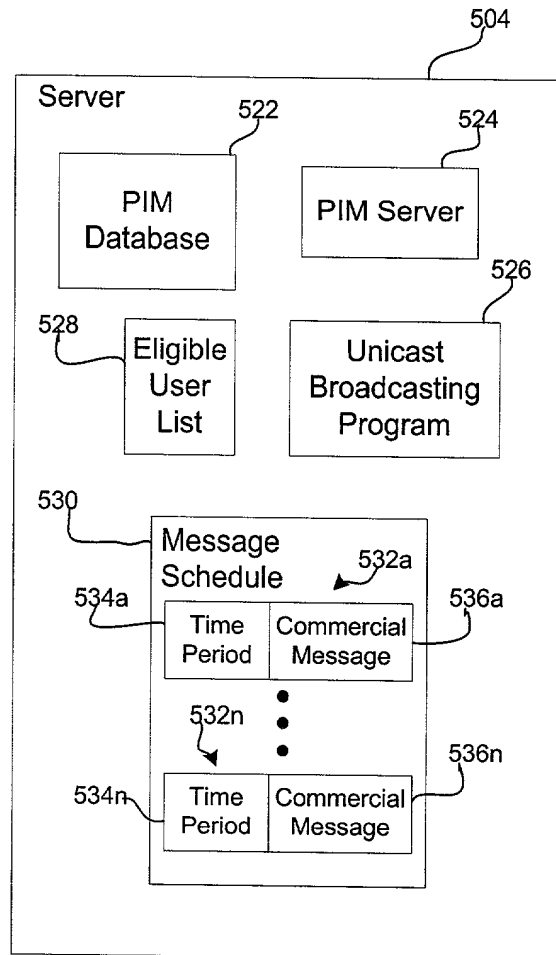 504
Server
522
524
PIM
Database
PIM Server
526
528
Eligible
User
List
Unicast
Broadcasting
Program
530
Message
Schedule
532a
534a
536a
Time
Period
Commercial
Message
532n
536n
534n
Time
Period
Commercial
Message